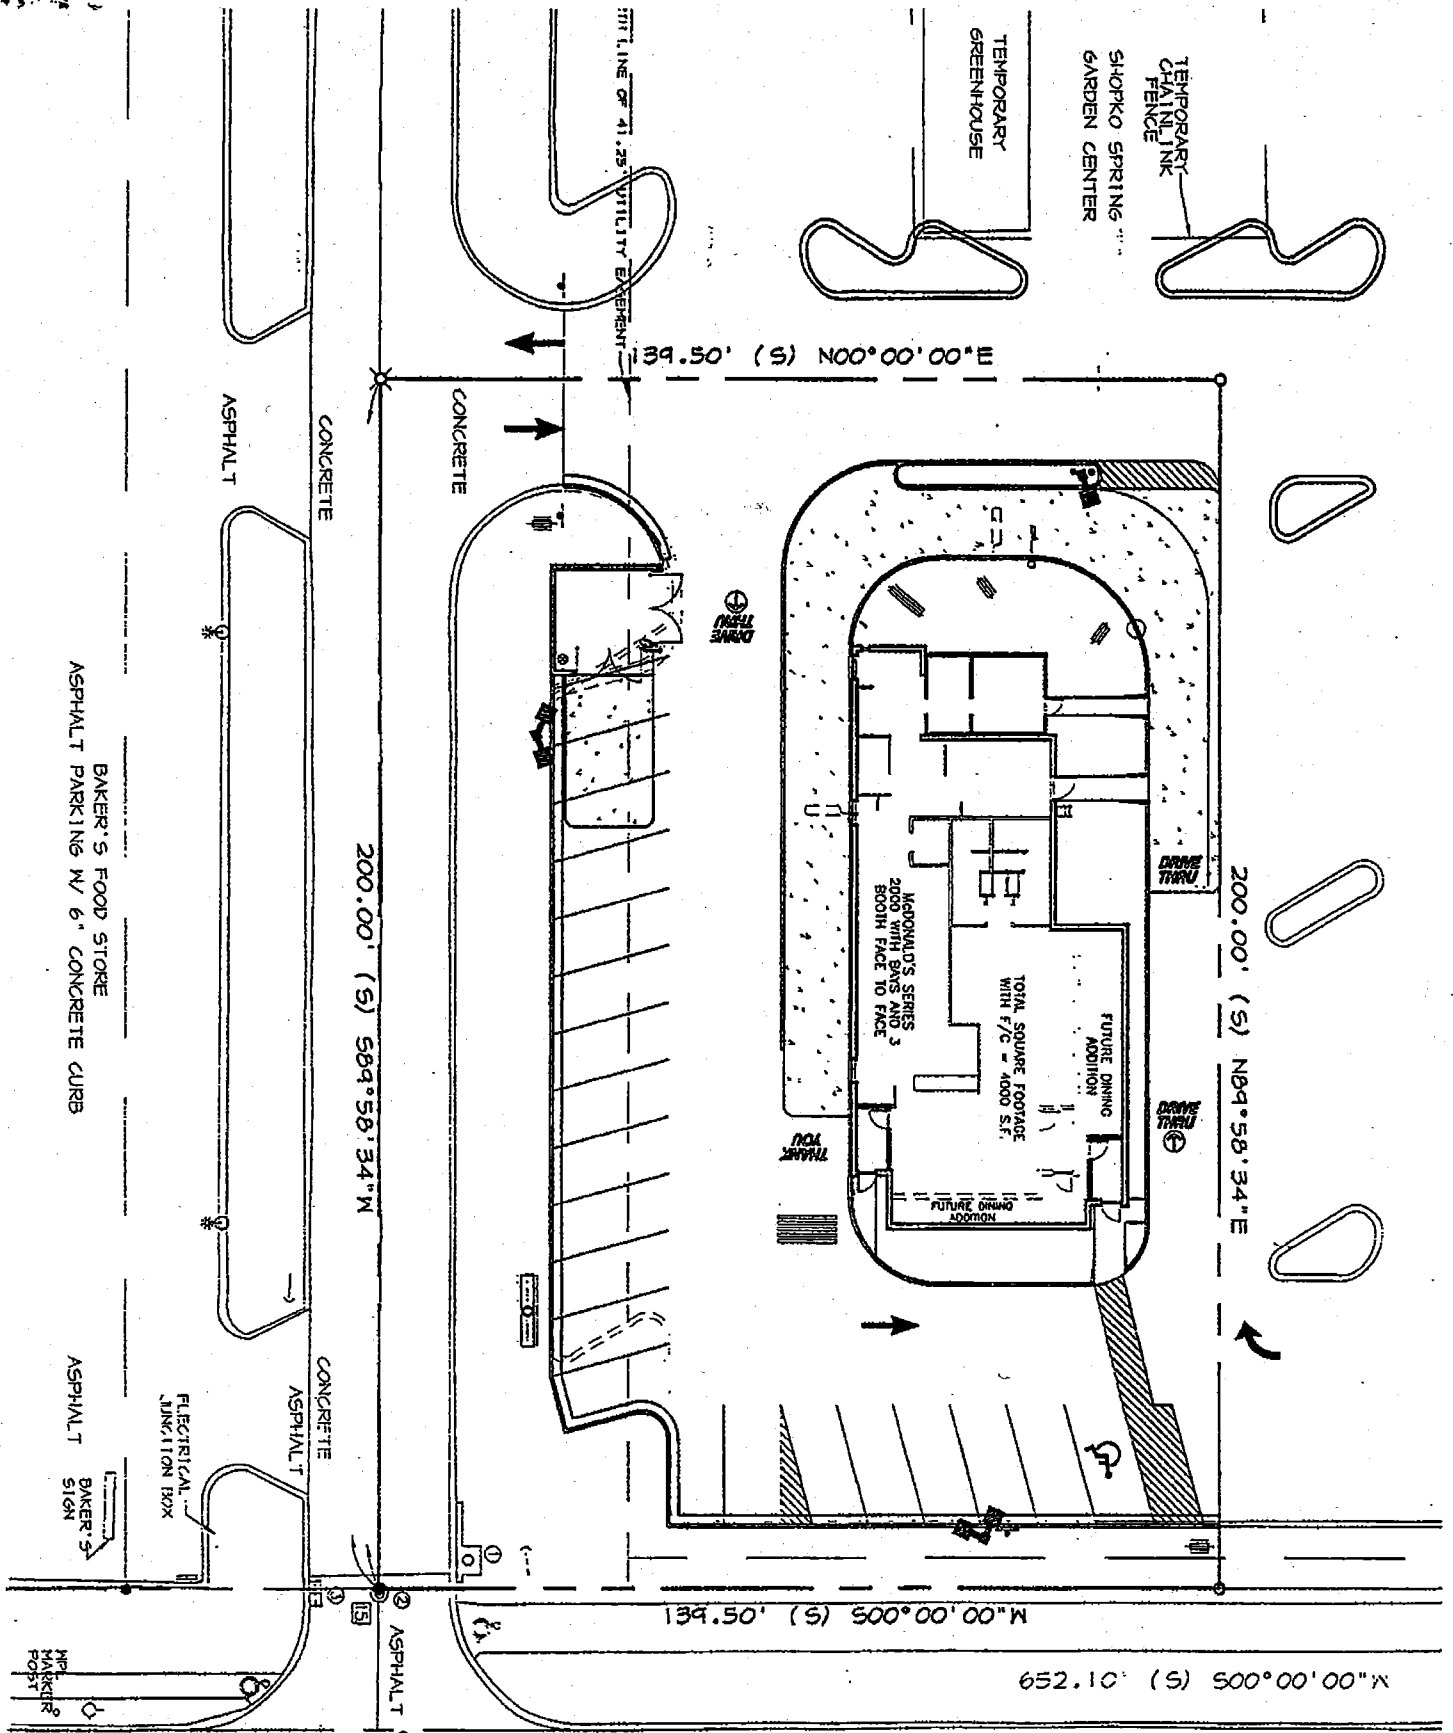 TEMPORARY
GREENHOUSE
TEMPORARY
CHAINLINK
FENCE
SHOPKO SPRING
GARDEN CENTER
LINE OF 41.25' UTILITY EASEMENT
139.50' (S) N00°00'00"E
CONCRETE
CONCRETE
ASPHALT
DRIVE
THRU
DRIVE
THRU
DRIVE
THRU
THANK
YOU
200.00' (S) S89°58'34"W
200.00' (S) N89°58'34"E
McDONALD'S SERIES
2000 WITH BAYS AND 3
BOOTH FACE TO FACE
TOTAL SQUARE FOOTAGE
WITH F/C = 4000 S.F.
FUTURE DINING
ADDITION
FUTURE DINING
ADDITION
BAKER'S FOOD STORE
ASPHALT PARKING W/ 6" CONCRETE CURB
CONCRETE
ASPHALT
ASPHALT
ELECTRICAL
JUNCTION BOX
BAKER'S
SIGN
1
2
15
ASPHALT
139.50' (S) S00°00'00"W
652.10' (S) S00°00'00"W
MARKER
POST